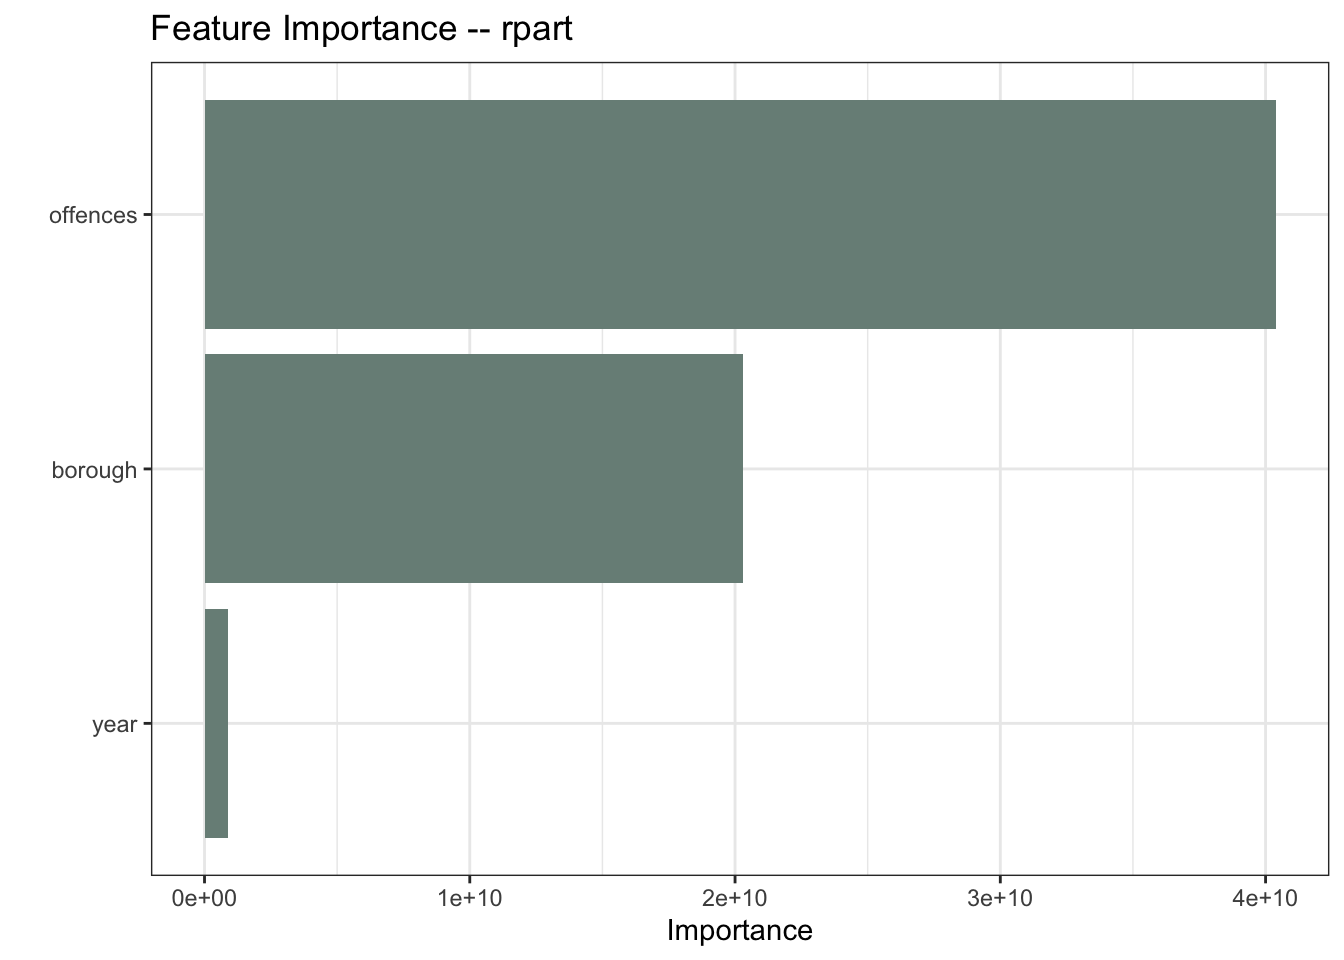 Feature Importance -- rpart
offences
borough
year
0e+00 1e+10 2e+10 3e+10 4e+10
Importance